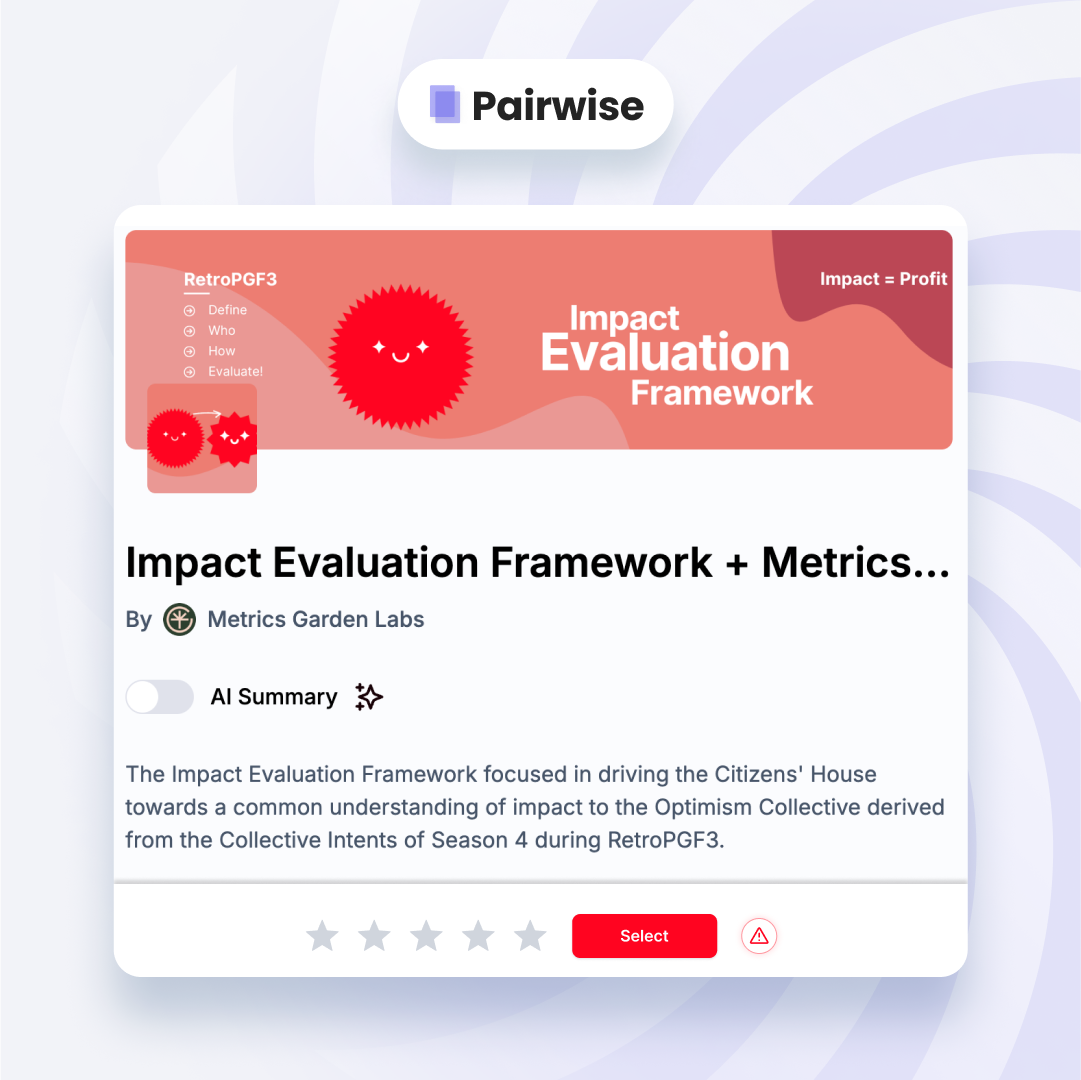 Pairwise
RetroPGF3
Define
Who
How
Evaluate!
Impact
Evaluation
Framework
Impact = Profit
Impact Evaluation Framework + Metrics...
By Metrics Garden Labs
AI Summary
The Impact Evaluation Framework focused in driving the Citizens' House
towards a common understanding of impact to the Optimism Collective derived
from the Collective Intents of Season 4 during RetroPGF3.
Select